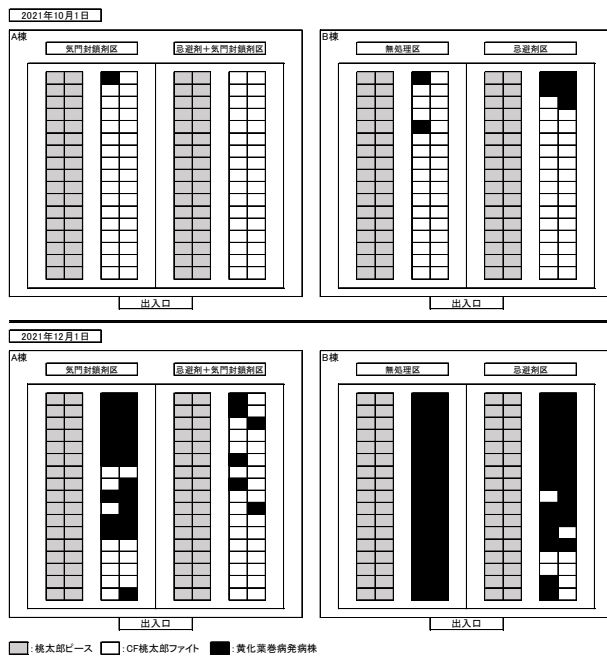 2021年10月1日
A棟
気門封鎖剤区
忌避剤+気門封鎖剤区
出入口
B棟
無処理区
忌避剤区
出入口
2021年12月1日
A棟
気門封鎖剤区
忌避剤+気門封鎖剤区
出入口
B棟
無処理区
忌避剤区
出入口
:桃太郎ピース :CF桃太郎ファイト :黄化葉巻病発病株